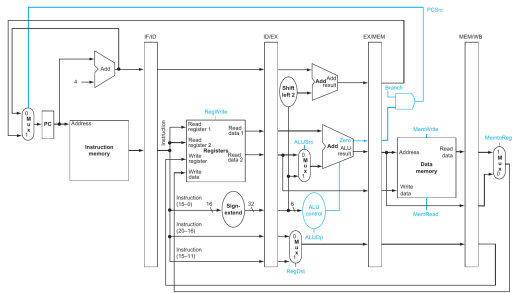 PCSrc
IF/ID
ID/EX
EX/MEM
MEM/WB
Add
4
0
M
u
x
1
PC
Address
Instruction
memory
Instruction
RegWrite
Read
register 1
Read
register 2
Registers
Write
register
Write
data
Read
data 1
Read
data 2
Shift
left 2
Add
Add
result
ALUSrc
0
M
u
x
1
Zero
Add
ALU
result
Branch
MemWrite
Address
Read
data
Data
memory
Write
data
MemRead
MemtoReg
1
M
u
x
0
Instruction
(15–0)
16
Sign-
extend
32
6
ALU
control
ALUOp
Instruction
(20–16)
Instruction
(15–11)
0
M
u
x
1
RegDst